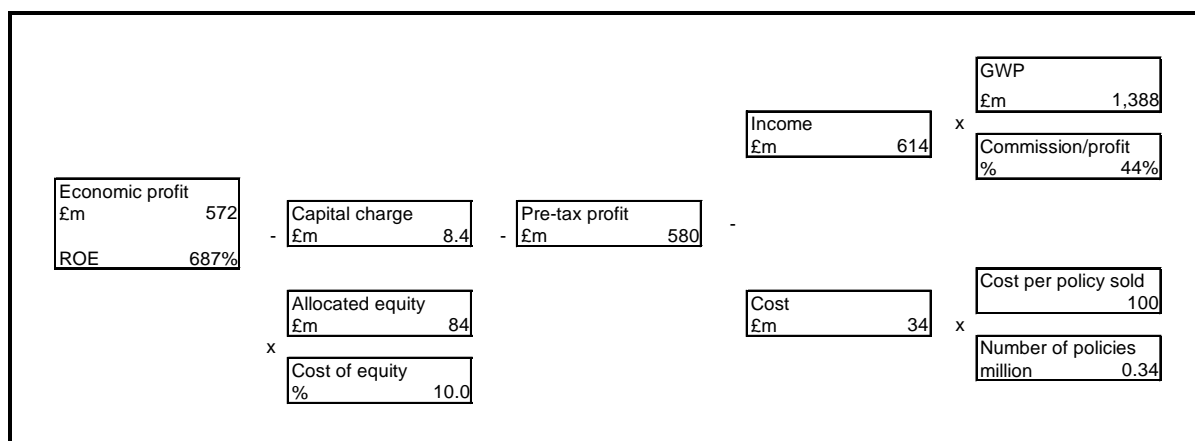 GWP
£m 1,388
Income
£m 614
x
Commission/profit
% 44%
Economic profit
£m 572
ROE 687%
- Capital charge
£m 8.4
- Pre-tax profit
£m 580
-
Allocated equity
£m 84
x
Cost of equity
% 10.0
Cost
£m 34
x
Cost per policy sold
100
Number of policies
million 0.34